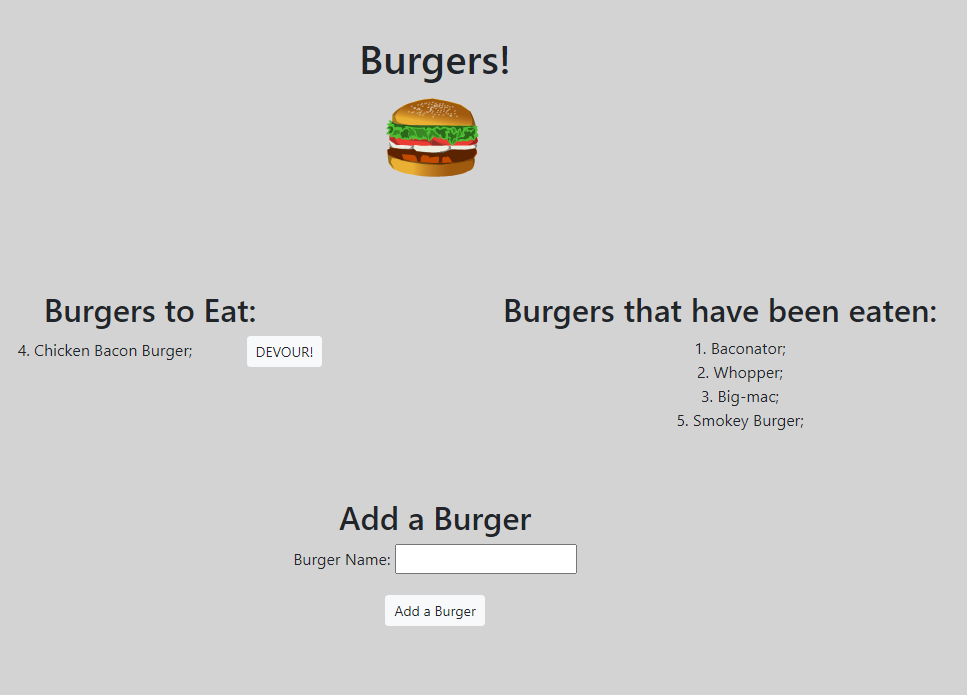 Burgers!
Burgers to Eat:
4. Chicken Bacon Burger;
DEVOUR!
Burgers that have been eaten:
1. Baconator;
2. Whopper;
3. Big-mac;
5. Smokey Burger;
Add a Burger
Burger Name:
Add a Burger